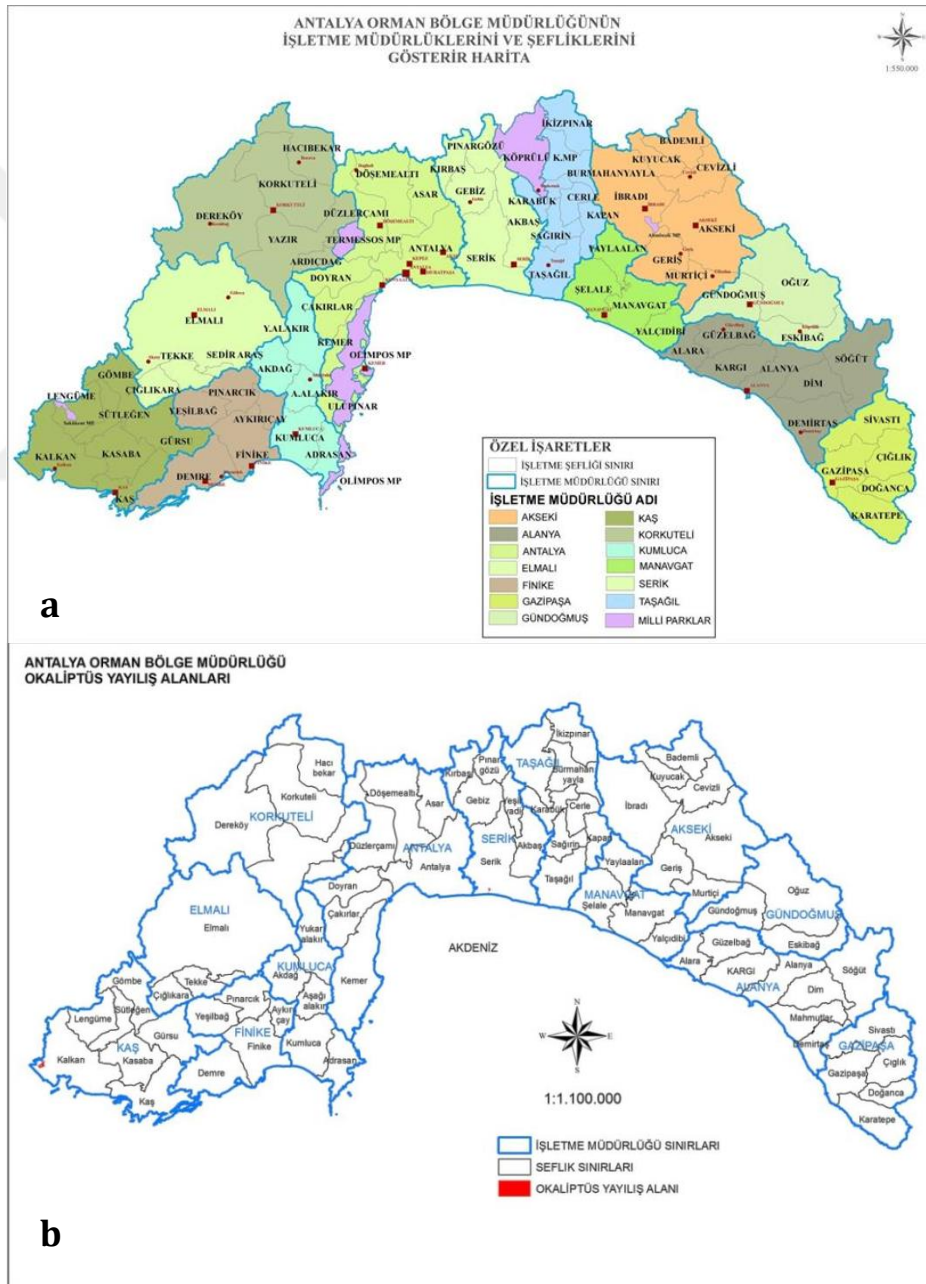 ANTALYA ORMAN BÖLGE MÜDÜRLÜĞÜNÜN
İŞLETME MÜDÜRLÜKLERİNİ VE ŞEFLİKLERİNİ
GÖSTERİR HARİTA
1:550.000
İKİZPINAR
BADEMLİ
PINARGÖZÜ
KUYUCAK
CEVİZLİ
HACIBEKAR
KÖPRÜLÜ K.MP
DÖŞEMEALTI
KIRBAŞ
BURMAHANYAYLA
KORKUTELİ
ASAR
GEBİZ
KARABÜK
CERLE
İBRADI
KORKUTELİ
DEREKÖY
DÜZLERÇAMI
AKBAŞ
KAPAN
AKSEKİ
YAZIR
TERMESSOS MP
SAĞIRIN
ANTALYA
YAYLAALAN
ARDIÇDAĞ
SERİK
GERİŞ
DOYRAN
TAŞAĞIL
MURTİÇİ
OĞUZ
ŞELALE
ÇAKIRLAR
MANAVGAT
GÜNDOĞMUŞ
ELMALI
Y.ALAKIR
YALÇIDİBİ
GÜZELBAĞ
ESKİBAĞ
KEMER
TEKKE
SEDİR ARAŞ
OLIMPOS MP
ALARA
SÖĞÜT
GÖMBE
AKDAĞ
KARGI
ALANYA
ÇIĞLIKARA
PINARCIK
DİM
LENGÜME
A.ALAKIR
ULUPINAR
SÜTLEĞEN
YEŞİLBAĞ
AYKIRIÇAY
DEMİRTAŞ
SİVASTI
GÜRSU
KUMLUCA
KALKAN
KASABA
FİNİKE
ADRASAN
ÇIĞLIK
DEMRE
GAZİPAŞA
OLİMPOS MP
DOĞANCA
KAŞ
KARATEPE
ÖZEL İŞARETLER
İŞLETME ŞEFLİĞİ SINIRI
İŞLETME MÜDÜRLÜĞÜ SINIRI
İŞLETME MÜDÜRLÜĞÜ ADI
AKSEKİ KAŞ
ALANYA KORKUTELİ
ANTALYA KUMLUCA
ELMALI MANAVGAT
FİNİKE SERİK
GAZİPAŞA TAŞAĞIL
GÜNDOĞMUŞ MİLLİ PARKLAR
a
ANTALYA ORMAN BÖLGE MÜDÜRLÜĞÜ
OKALİPTÜS YAYILIŞ ALANLARI
İkizpınar
Pınar
gözü
TAŞAĞIL
Bademli
Hacı
bekar
Kırbaş
Burmahan
yayla
Kuyucak
Cevizli
Korkuteli
Döşemealtı
Asar
Gebiz
Yeşil
vadi
Karabük
Cerle
İbradı
KORKUTELİ
Dereköy
AKSEKİ
Akseki
Düzlerçamı
ANTALYA
SERİK
Akbaş
Sağırin
Kapan
Antalya
Serik
Yaylaalan
Geriş
Taşağıl
Doyran
MANAVGAT
Murtiçi
Oğuz
ELMALI
Şelale
Elmalı
Çakırlar
Manavgat
Gündoğmuş
GÜNDOĞMUŞ
Yukar
alakır
Yalçıdibi
Güzelbağ
Eskibağ
AKDENİZ
KUMLUCA
Alara
Alanya
Söğüt
Gömbe
Tekke
Akdağ
Kemer
KARGI
Çığlıkara
ALANYA
Dim
Pınarcık
Aşağı
alakır
Lengüme
Sütleğen
Yeşilbağ
Aykırı
çay
N
W E
S
Mahmutlar
Gürsu
FİNİKE
Sivastı
KAŞ
Finike
Kumluca
Demirtaş
GAZİPAŞA
Kalkan
Kasaba
Adrasan
Çığlık
Demre
Gazipaşa
Kaş
1:1.100.000
Doğanca
Karatepe
İŞLETME MÜDÜRLÜĞÜ SINIRLARI
SEFLIK SINIRLARI
OKALİPTÜS YAYILIŞ ALANI
b